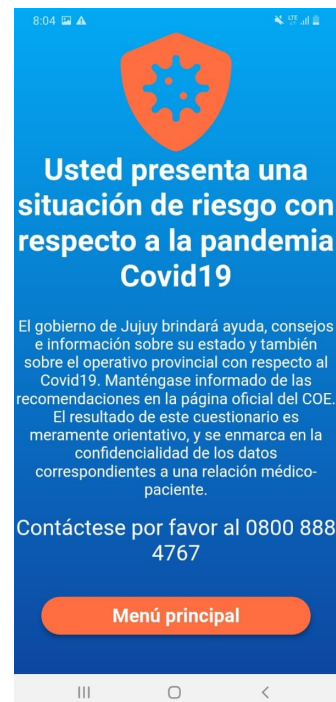 8:04
LTE
Usted presenta una
situación de riesgo con
respecto a la pandemia
Covid19
El gobierno de Jujuy brindará ayuda, consejos
e información sobre su estado y también
sobre el operativo provincial con respecto al
Covid19. Manténgase informado de las
recomendaciones en la página oficial del COE.
El resultado de este cuestionario es
meramente orientativo, y se enmarca en la
confidencialidad de los datos
correspondientes a una relación médico-
paciente.
Contáctese por favor al 0800 888
4767
Menú principal